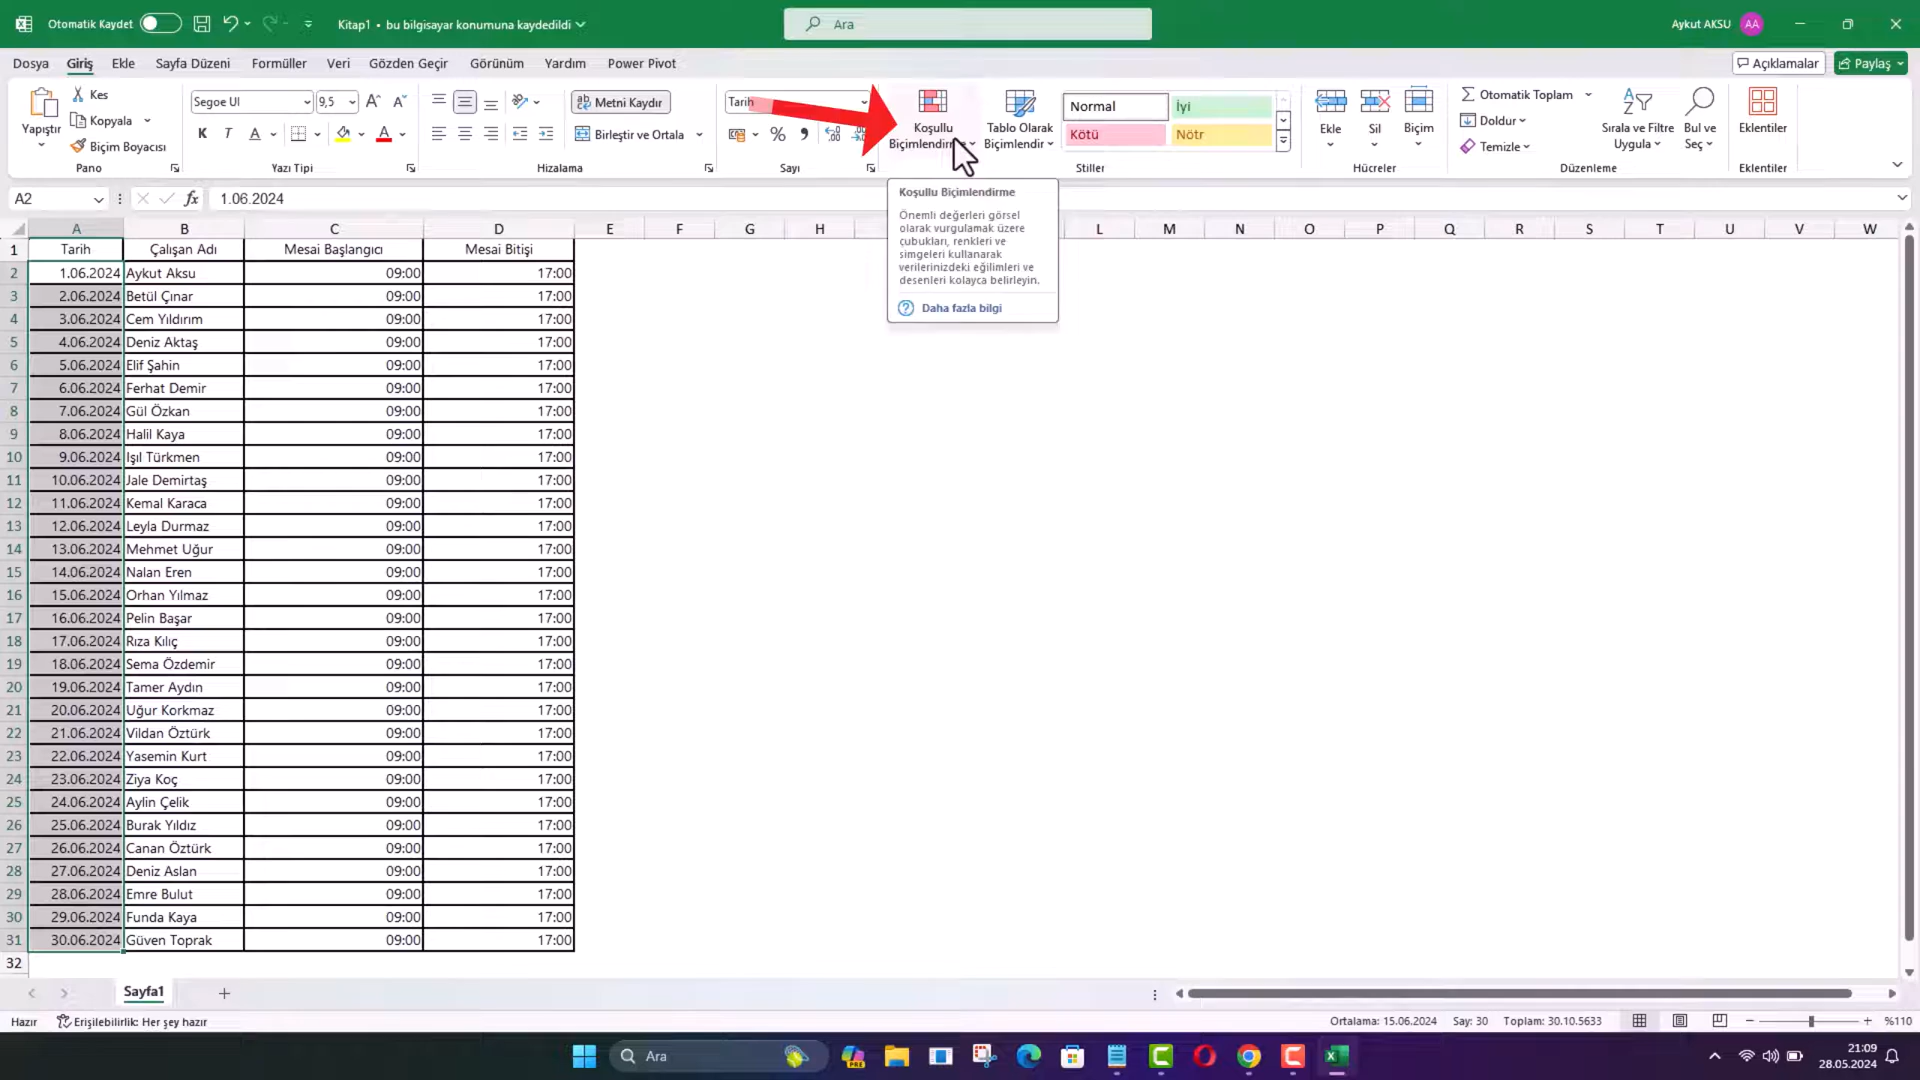 Otomatik Kaydet
Kitap1 • bu bilgisayar konumuna kaydedildi
Ara
Aykut AKSU
AA
Dosya
Giriş
Ekle
Sayfa Düzeni
Formüller
Veri
Gözden Geçir
Görünüm
Yardım
Power Pivot
Açıklamalar
Paylaş
Yapıştır
Kes
Kopyala
Biçim Boyacısı
Pano
Segoe UI
9,5
K T A
Yazı Tipi
Metni Kaydır
Birleştir ve Ortala
Hizalama
Tarih
Sayı
Koşullu
Tablo Olarak
Biçimlendir
Normal
İyi
Kötü
Nötr
Stiller
Ekle
Sil
Biçim
Hücreler
Otomatik Toplam
Doldur
Temizle
Sırala ve Filtre
Uygula
Bul ve
Seç
Düzenleme
Eklentiler
Eklentiler
A2
fx
1.06.2024
Koşullu Biçimlendirme
Önemli değerleri görsel
olarak vurgulamak üzere
çubukları, renkleri ve
simgeleri kullanarak
verilerinizdeki eğilimleri ve
desenleri kolayca belirleyin.
Daha fazla bilgi
A B C D E F G H L M N O P Q R S T U V W
1 Tarih Çalışan Adı Mesai Başlangıcı Mesai Bitişi
2 1.06.2024 Aykut Aksu 09:00 17:00
3 2.06.2024 Betül Çınar 09:00 17:00
4 3.06.2024 Cem Yıldırım 09:00 17:00
5 4.06.2024 Deniz Aktaş 09:00 17:00
6 5.06.2024 Elif Şahin 09:00 17:00
7 6.06.2024 Ferhat Demir 09:00 17:00
8 7.06.2024 Gül Özkan 09:00 17:00
9 8.06.2024 Halil Kaya 09:00 17:00
10 9.06.2024 Işıl Türkmen 09:00 17:00
11 10.06.2024 Jale Demirtaş 09:00 17:00
12 11.06.2024 Kemal Karaca 09:00 17:00
13 12.06.2024 Leyla Durmaz 09:00 17:00
14 13.06.2024 Mehmet Uğur 09:00 17:00
15 14.06.2024 Nalan Eren 09:00 17:00
16 15.06.2024 Orhan Yılmaz 09:00 17:00
17 16.06.2024 Pelin Başar 09:00 17:00
18 17.06.2024 Rıza Kılıç 09:00 17:00
19 18.06.2024 Sema Özdemir 09:00 17:00
20 19.06.2024 Tamer Aydın 09:00 17:00
21 20.06.2024 Uğur Korkmaz 09:00 17:00
22 21.06.2024 Vildan Öztürk 09:00 17:00
23 22.06.2024 Yasemin Kurt 09:00 17:00
24 23.06.2024 Ziya Koç 09:00 17:00
25 24.06.2024 Aylin Çelik 09:00 17:00
26 25.06.2024 Burak Yıldız 09:00 17:00
27 26.06.2024 Canan Öztürk 09:00 17:00
28 27.06.2024 Deniz Aslan 09:00 17:00
29 28.06.2024 Emre Bulut 09:00 17:00
30 29.06.2024 Funda Kaya 09:00 17:00
31 30.06.2024 Güven Toprak 09:00 17:00
32
Sayfa1
Hazır
Erişilebilirlik: Her şey hazır
Ortalama: 15.06.2024
Say: 30
Toplam: 30.10.5633
%110
Ara
PRE
21:09
28.05.2024